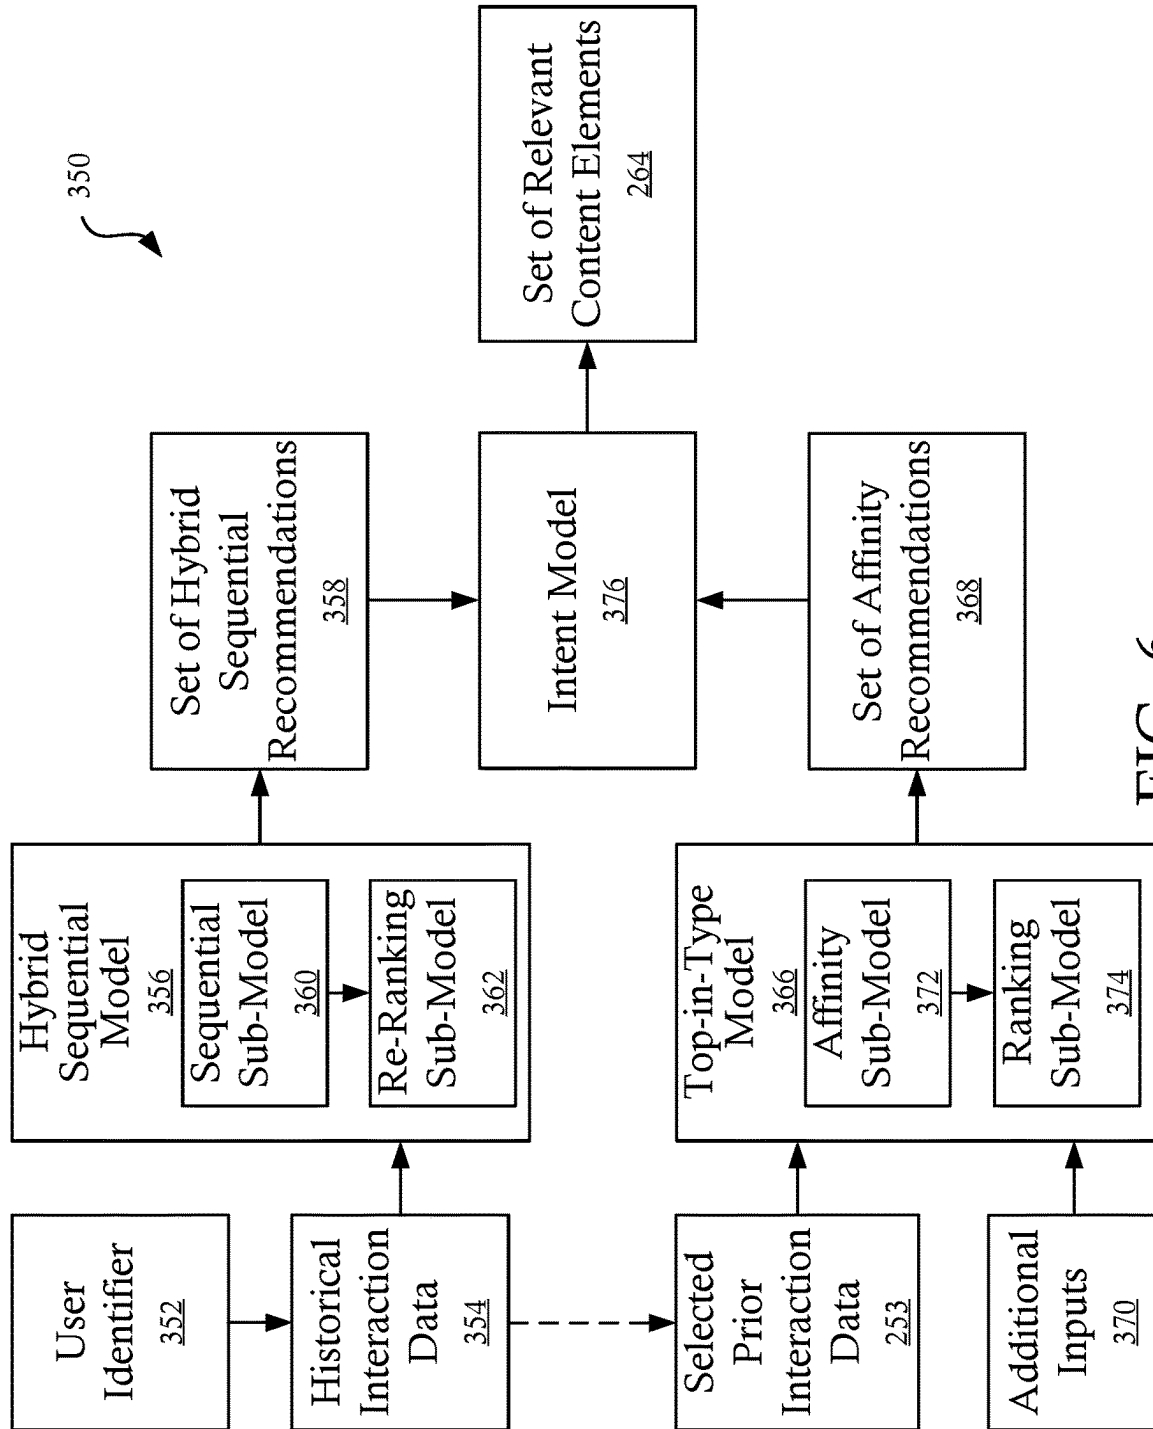 Additional
Inputs
370
Selected
Prior
Interaction
Data
253
Historical
Interaction
Data
354
User
Identifier
352
Top-in-Type
Model
366
Affinity
Sub-Model
372
Ranking
Sub-Model
374
Hybrid
Sequential
Model
356
Sequential
Sub-Model
360
Re-Ranking
Sub-Model
362
Set of Affinity
Recommendations
368
Intent Model
376
Set of Hybrid
Sequential
Recommendations
358
Set of Relevant
Content Elements
264
350
FIG. 6